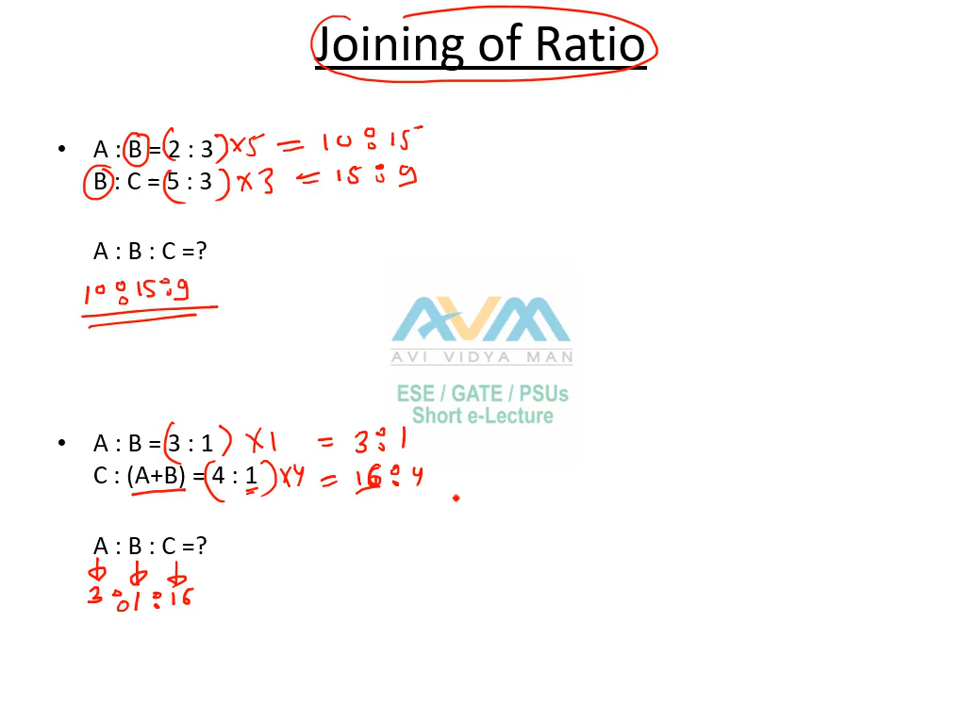 Joining of Ratio
• A : B = (2 : 3) ×5 = 10 : 15
B : C = (5 : 3) ×3 = 15 : 9
A : B : C =?
10 : 15 : 9
AVM
AVI VIDYA MAN
ESE / GATE / PSUs
Short e-Lecture
• A : B = (3 : 1) ×1 = 3 : 1
C : (A+B) = (4 : 1) ×4 = 16 : 4
A : B : C =?
3 : 1 : 16